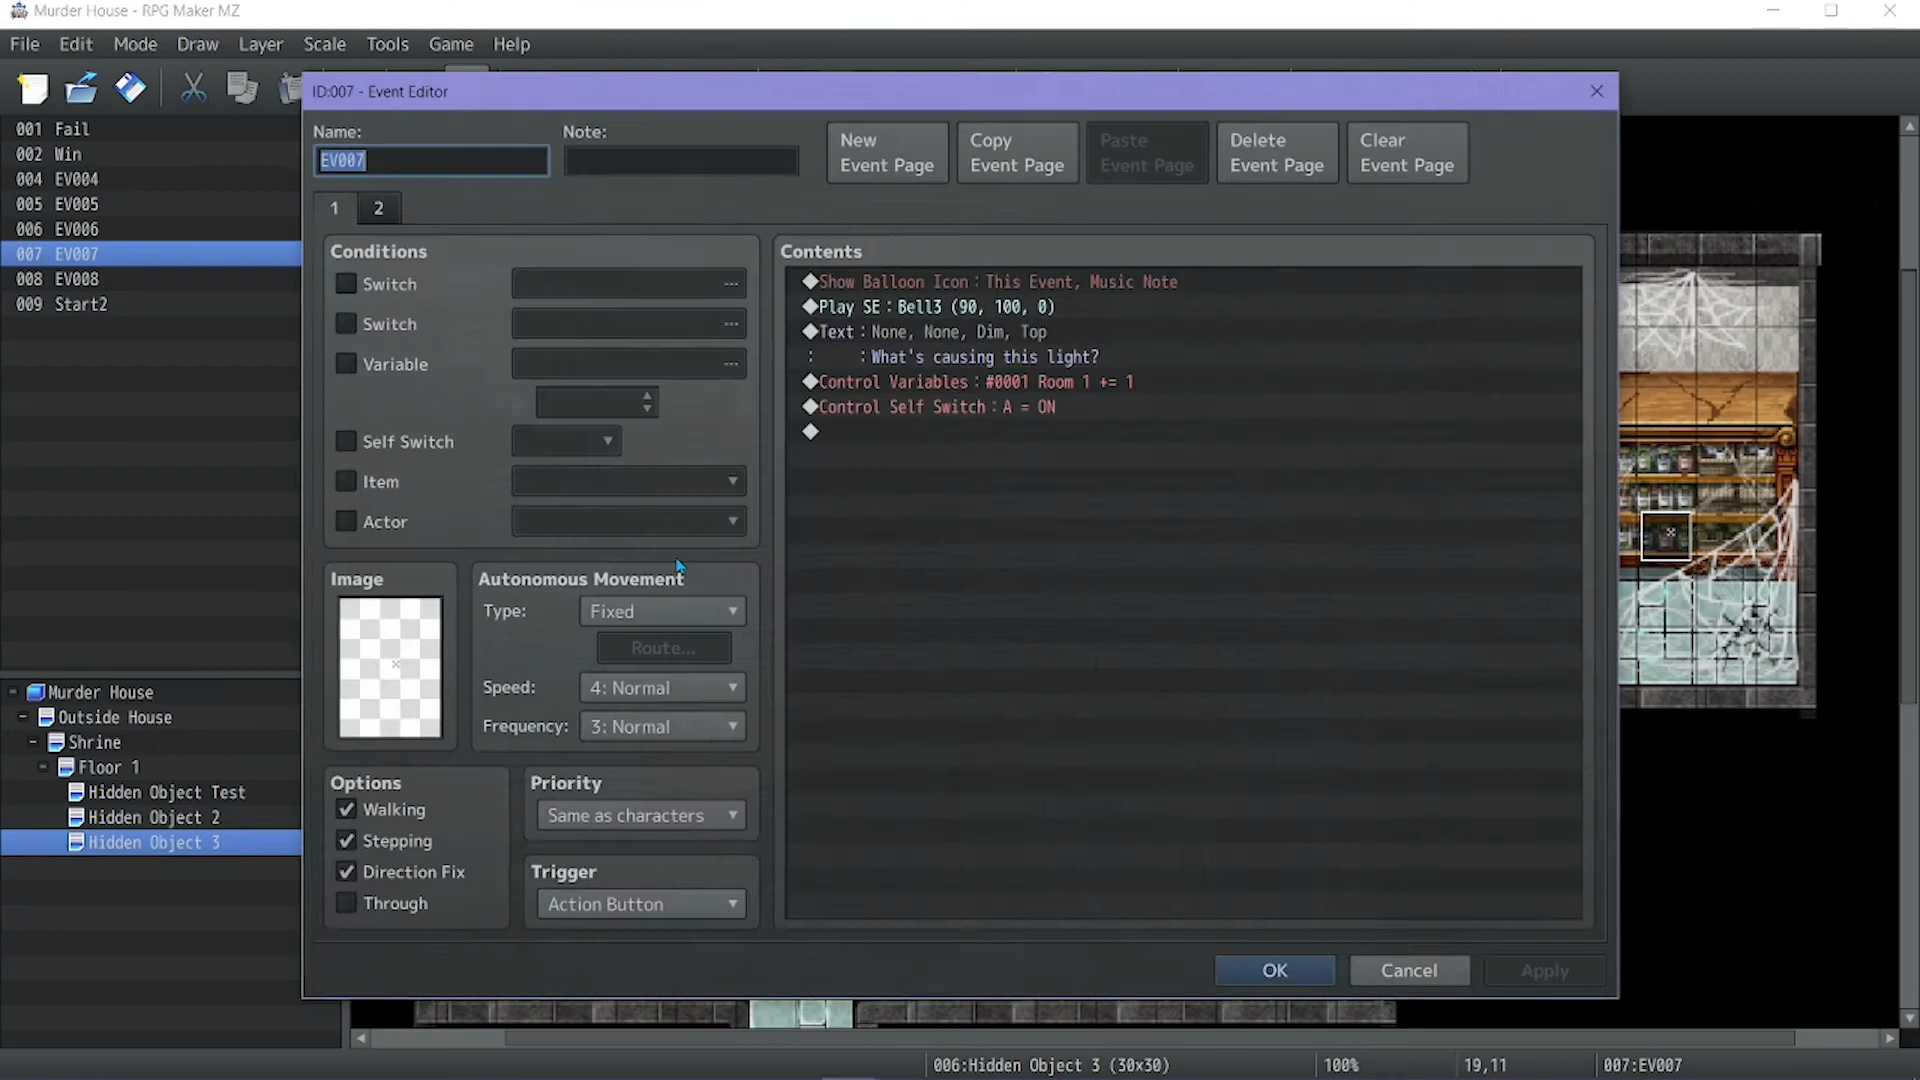 Murder House - RPG Maker MZ
File Edit Mode Draw Layer Scale Tools Game Help
ID:007 - Event Editor
001 Fail
002 Win
004 EV004
005 EV005
006 EV006
007 EV007
008 EV008
009 Start2
Name:
Note:
EV007
New Event Page
Copy Event Page
Paste Event Page
Delete Event Page
Clear Event Page
1 2
Conditions
Switch ...
Switch ...
Variable ...
Self Switch
Item
Actor
Image
Autonomous Movement
Type: Fixed
Route...
Speed: 4: Normal
Frequency: 3: Normal
Options
Walking
Stepping
Direction Fix
Through
Priority
Same as characters
Trigger
Action Button
Contents
◆Show Balloon Icon : This Event, Music Note
◆Play SE : Bell3 (90, 100, 0)
◆Text : None, None, Dim, Top
: : What's causing this light?
◆Control Variables : #0001 Room 1 += 1
◆Control Self Switch : A = ON
◆
OK Cancel Apply
Murder House
Outside House
Shrine
Floor 1
Hidden Object Test
Hidden Object 2
Hidden Object 3
006:Hidden Object 3 (30x30) 100% 19,11 007:EV007